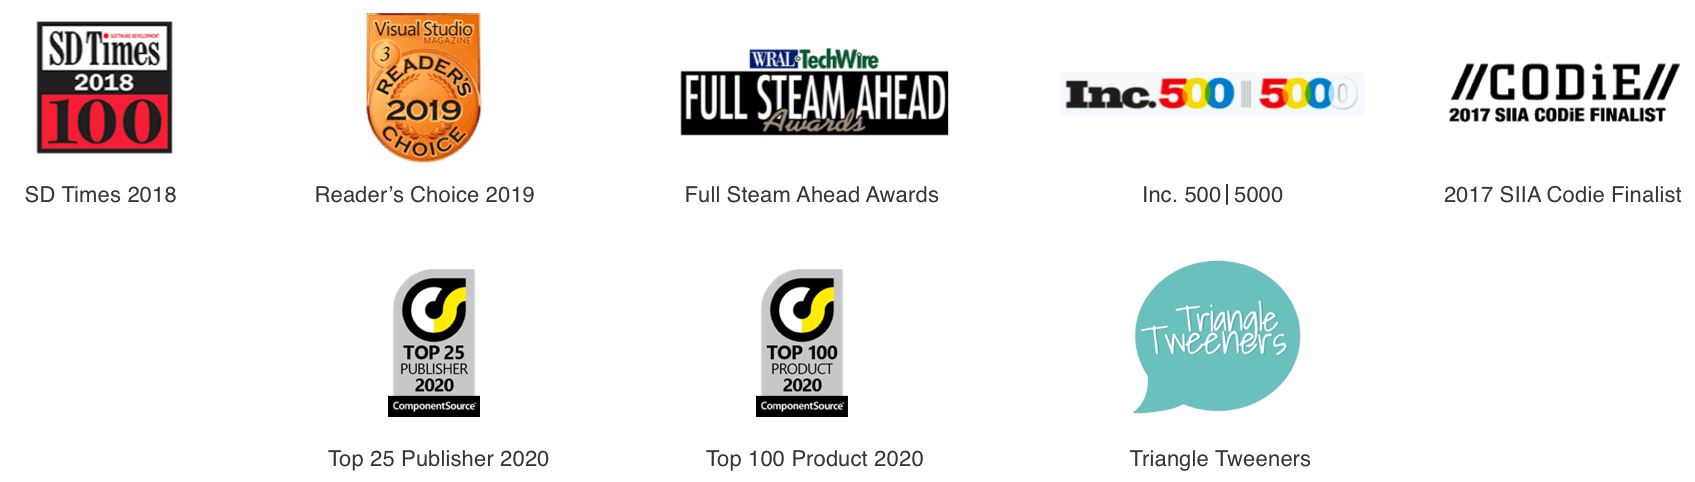 SD Times
SOFTWARE DEVELOPMENT
2018
100
SD Times 2018
Visual Studio
MAGAZINE
3
READER'S
2019
CHOICE
Reader’s Choice 2019
WRAL TechWire
FULL STEAM AHEAD
Awards
Full Steam Ahead Awards
Inc. 500 | 5000
Inc. 500|5000
//CODiE//
2017 SIIA CODiE FINALIST
2017 SIIA Codie Finalist
TOP 25
PUBLISHER
2020
ComponentSource
Top 25 Publisher 2020
TOP 100
PRODUCT
2020
ComponentSource
Top 100 Product 2020
Triangle
Tweeners
Triangle Tweeners